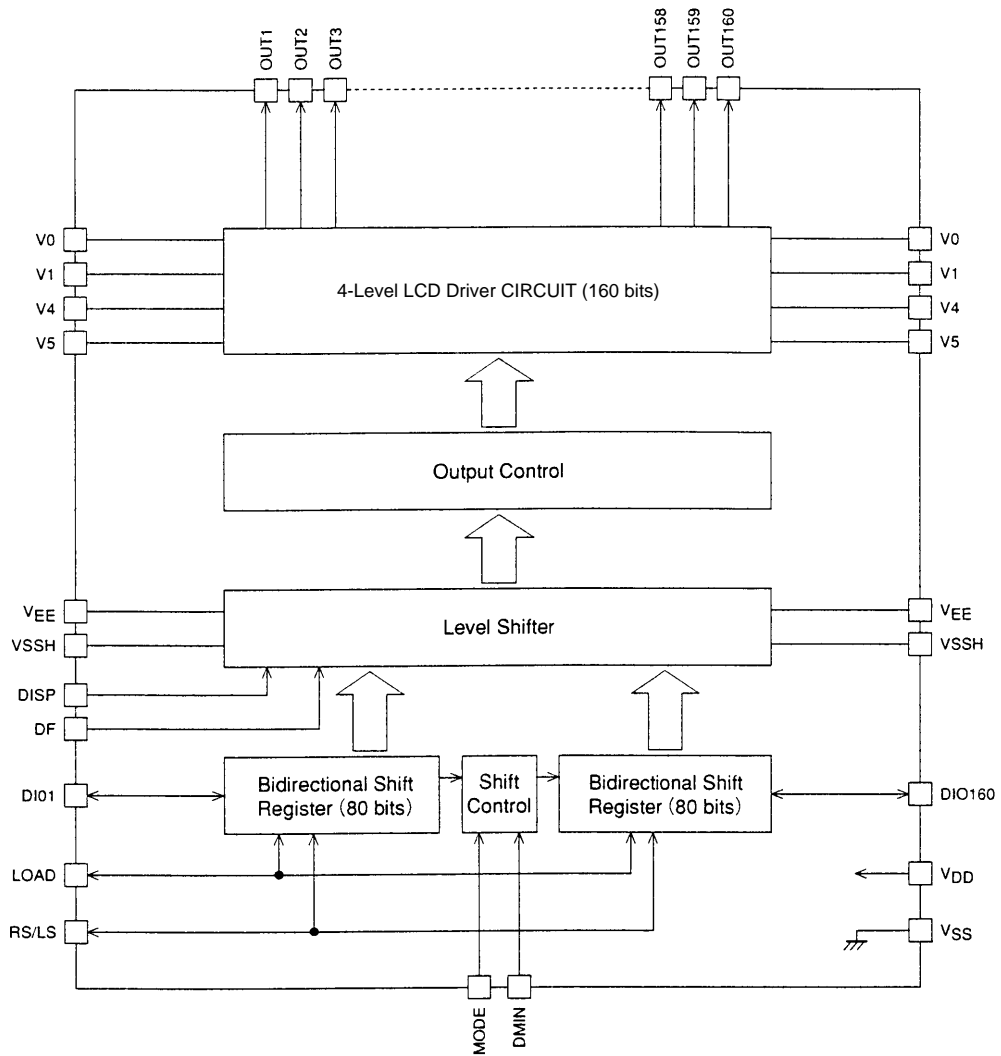 OUT1
OUT2
OUT3
OUT158
OUT159
OUT160
V0
V0
V1
V1
4-Level LCD Driver CIRCUIT (160 bits)
V4
V4
V5
V5
Output Control
VEE
VEE
Level Shifter
VSSH
VSSH
DISP
DF
DI01
Bidirectional Shift
Register (80 bits)
Shift
Control
Bidirectional Shift
Register (80 bits)
DIO160
LOAD
VDD
RS/LS
VSS
MODE
DMIN